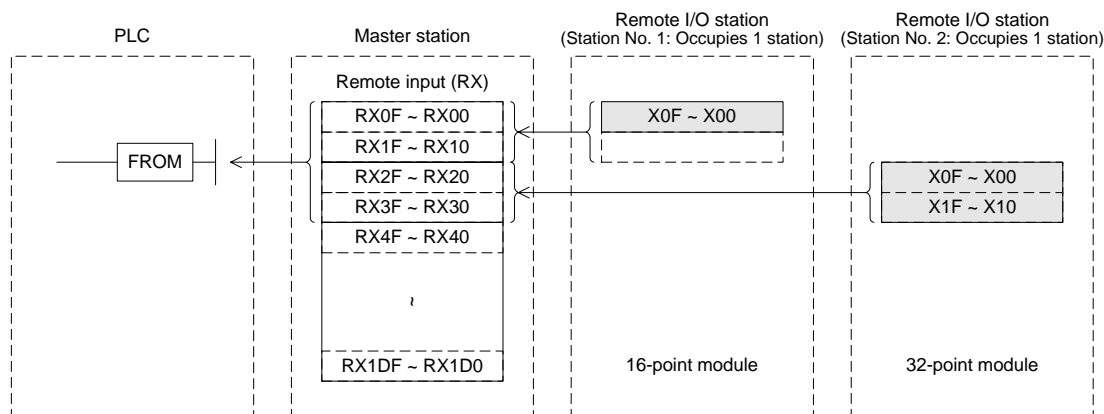 PLC
Master station
Remote I/O station
(Station No. 1: Occupies 1 station)
Remote I/O station
(Station No. 2: Occupies 1 station)
Remote input (RX)
RX0F ~ RX00
X0F ~ X00
RX1F ~ RX10
FROM
RX2F ~ RX20
X0F ~ X00
RX3F ~ RX30
X1F ~ X10
RX4F ~ RX40
~
RX1DF ~ RX1D0
16-point module
32-point module